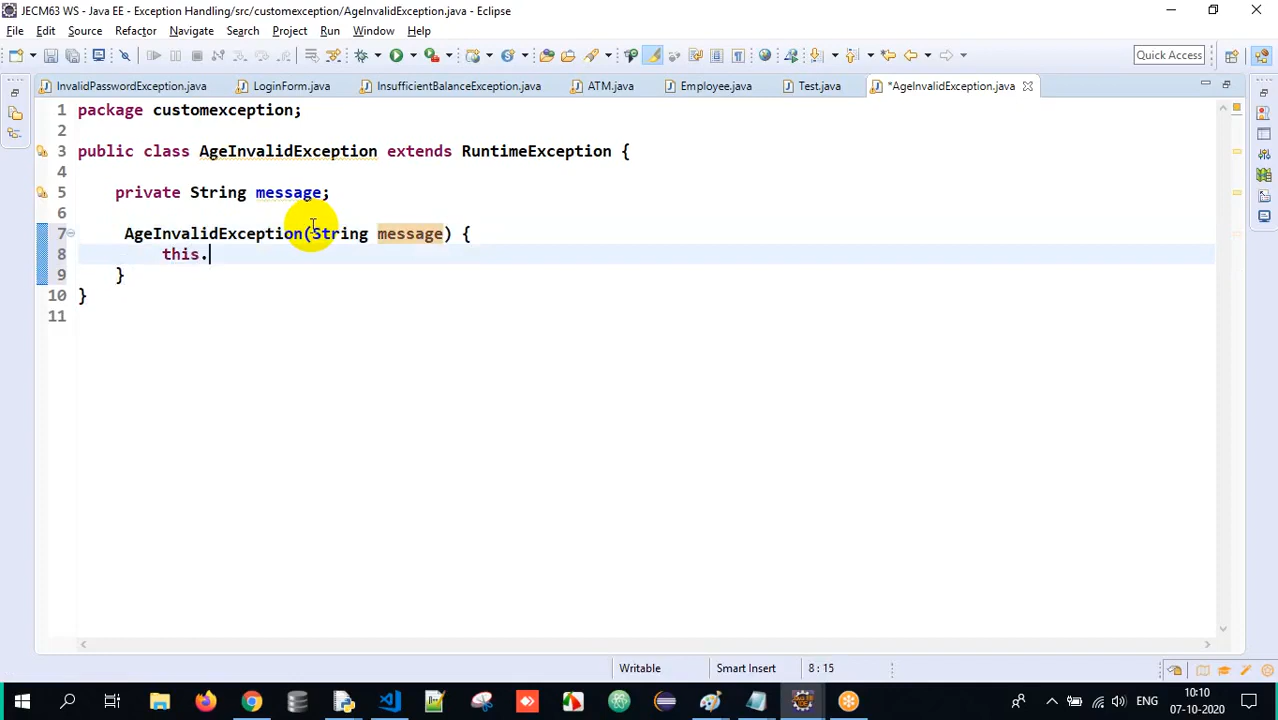 JECM63 WS - Java EE - Exception Handling/src/customexception/AgeInvalidException.java - Eclipse
File Edit Source Refactor Navigate Search Project Run Window Help
Quick Access
InvalidPasswordException.java LoginForm.java InsufficientBalanceException.java ATM.java Employee.java Test.java *AgeInvalidException.java
1 package customexception;
2
3 public class AgeInvalidException extends RuntimeException {
4
5 private String message;
6
7 AgeInvalidException(String message) {
8 this.
9 }
10 }
11
Writable Smart Insert 8 : 15
ENG 10:10
07-10-2020